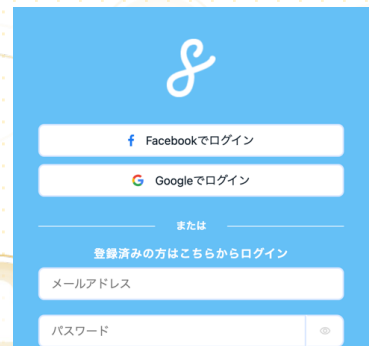 Facebookでログイン
Googleでログイン
または
登録済みの方はこちらからログイン
メールアドレス
パスワード